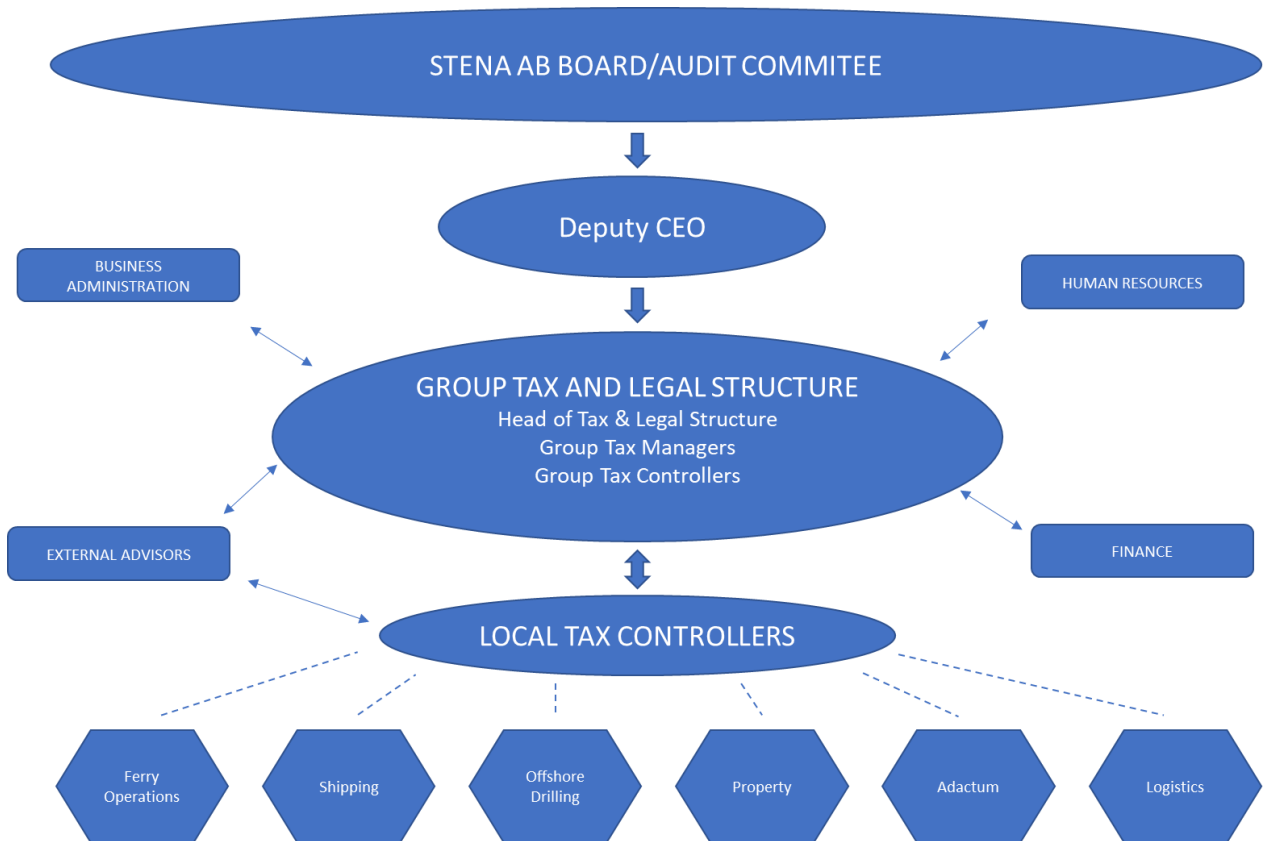 STENA AB BOARD/AUDIT COMMITEE
Deputy CEO
BUSINESS
ADMINISTRATION
HUMAN RESOURCES
GROUP TAX AND LEGAL STRUCTURE
Head of Tax & Legal Structure
Group Tax Managers
Group Tax Controllers
EXTERNAL ADVISORS
FINANCE
LOCAL TAX CONTROLLERS
Ferry
Operations
Shipping
Offshore
Drilling
Property
Adactum
Logistics